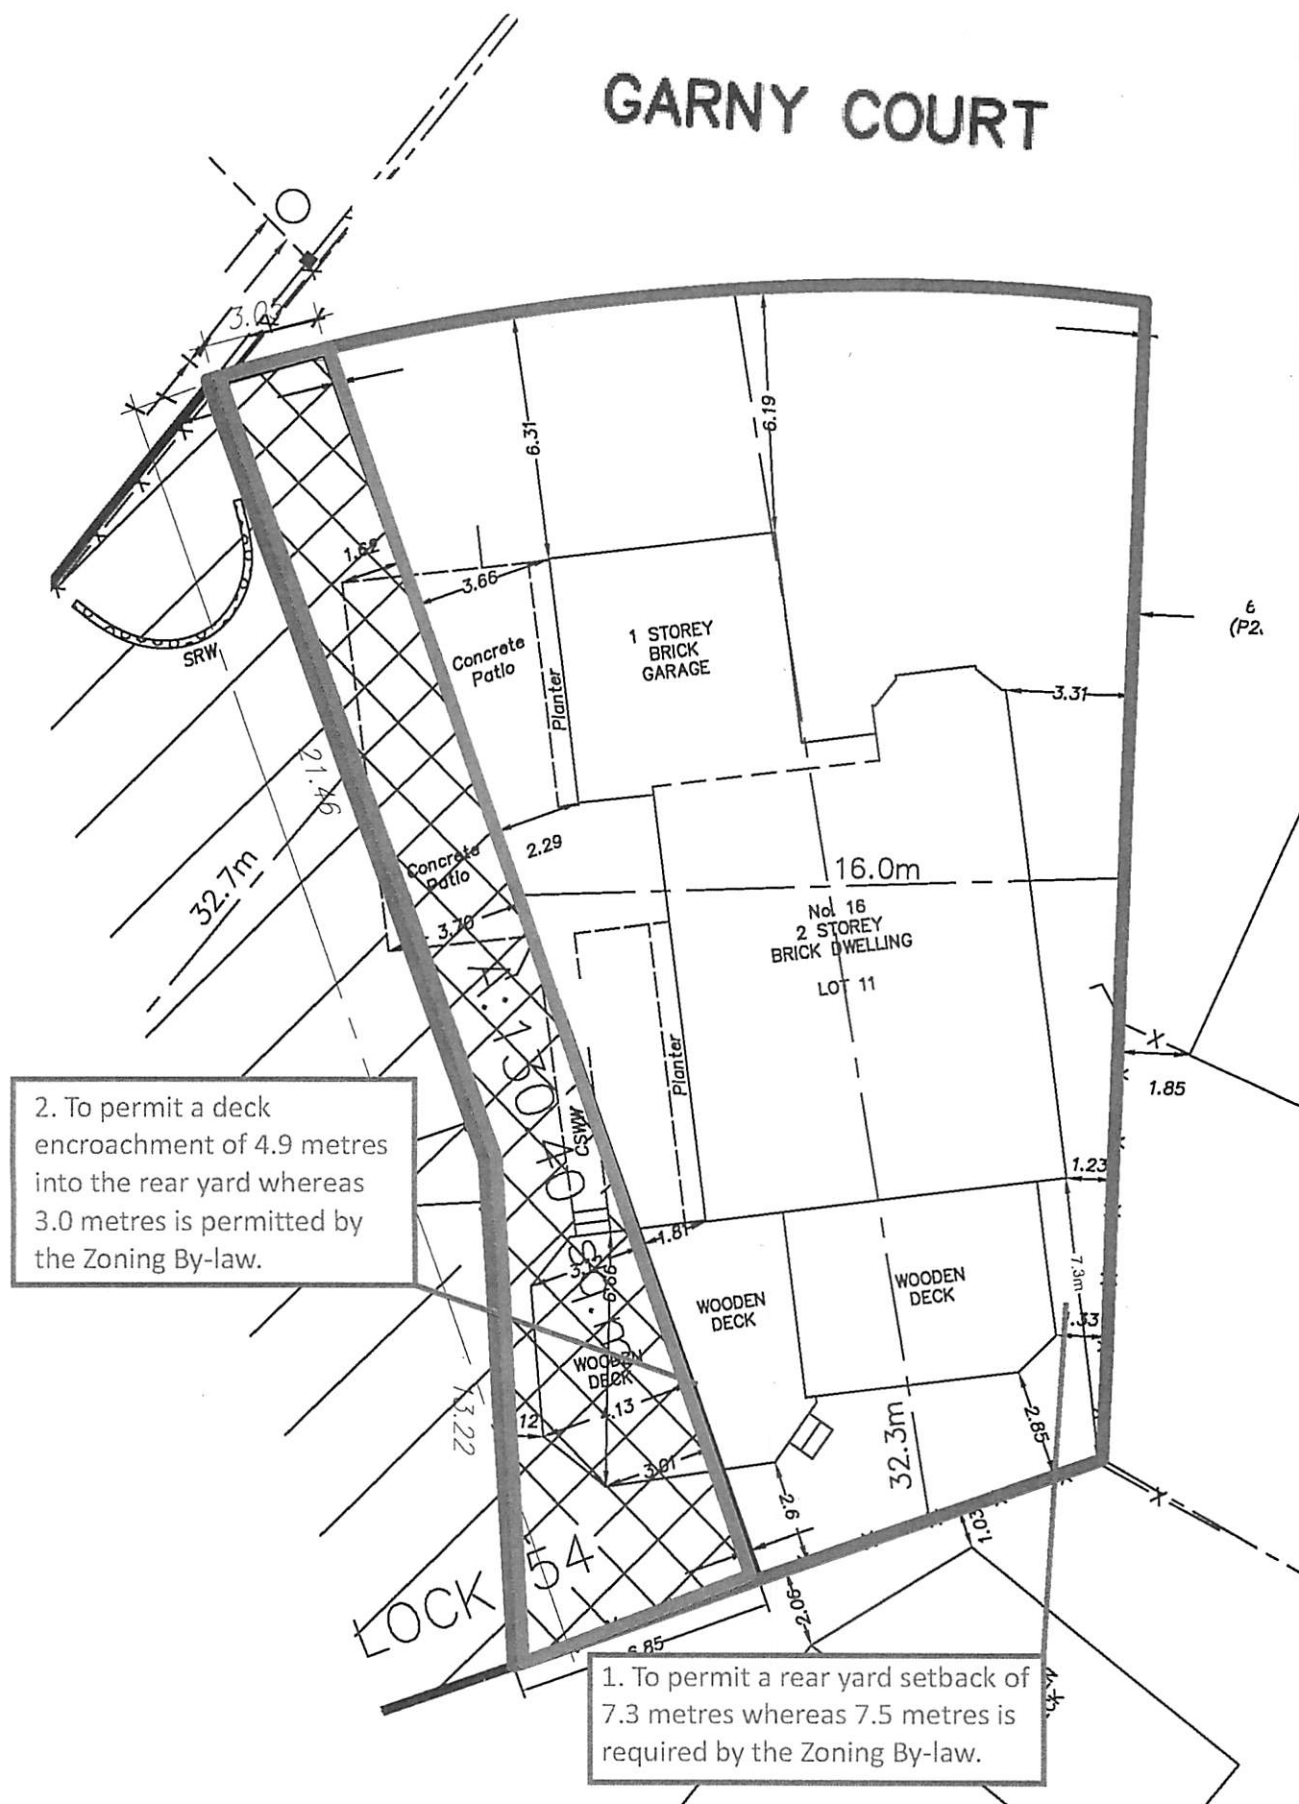 GARNY COURT
6.31
6.19
1.62
3.66
1 STOREY
BRICK
GARAGE
Concrete
Patio
Planter
SRW
6
(P2.
3.31
21.46
32.7m
2.29
Concrete
Patio
3.70
16.0m
No. 16
2 STOREY
BRICK DWELLING
LOT 11
Planter
CSWW
1.85
1.23
2. To permit a deck
encroachment of 4.9 metres
into the rear yard whereas
3.0 metres is permitted by
the Zoning By-law.
1.81
7.3m
WOODEN
DECK
WOODEN
DECK
.33
WOODEN
DECK
12
3.01
13.22
32.3m
2.85
2.6
1.03
2.06
LOCK 54
6.85
1. To permit a rear yard setback of
7.3 metres whereas 7.5 metres is
required by the Zoning By-law.